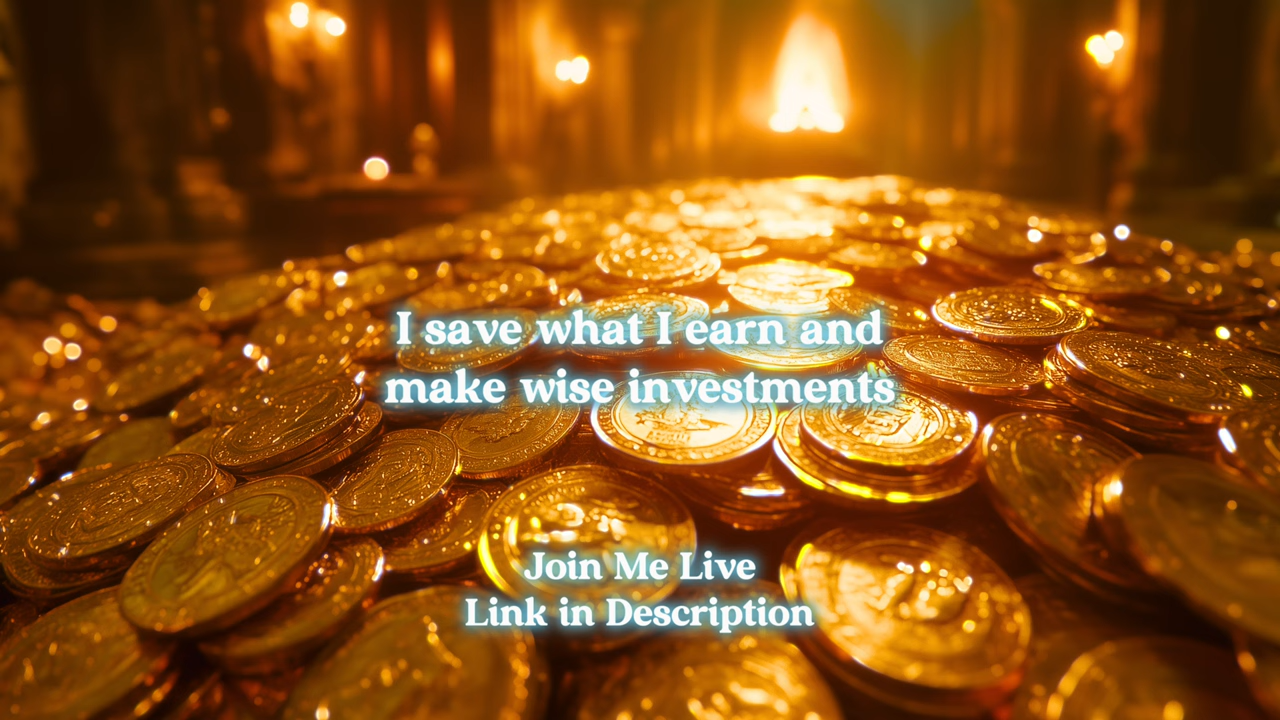 I save what I earn and
make wise investments
Join Me Live
Link in Description